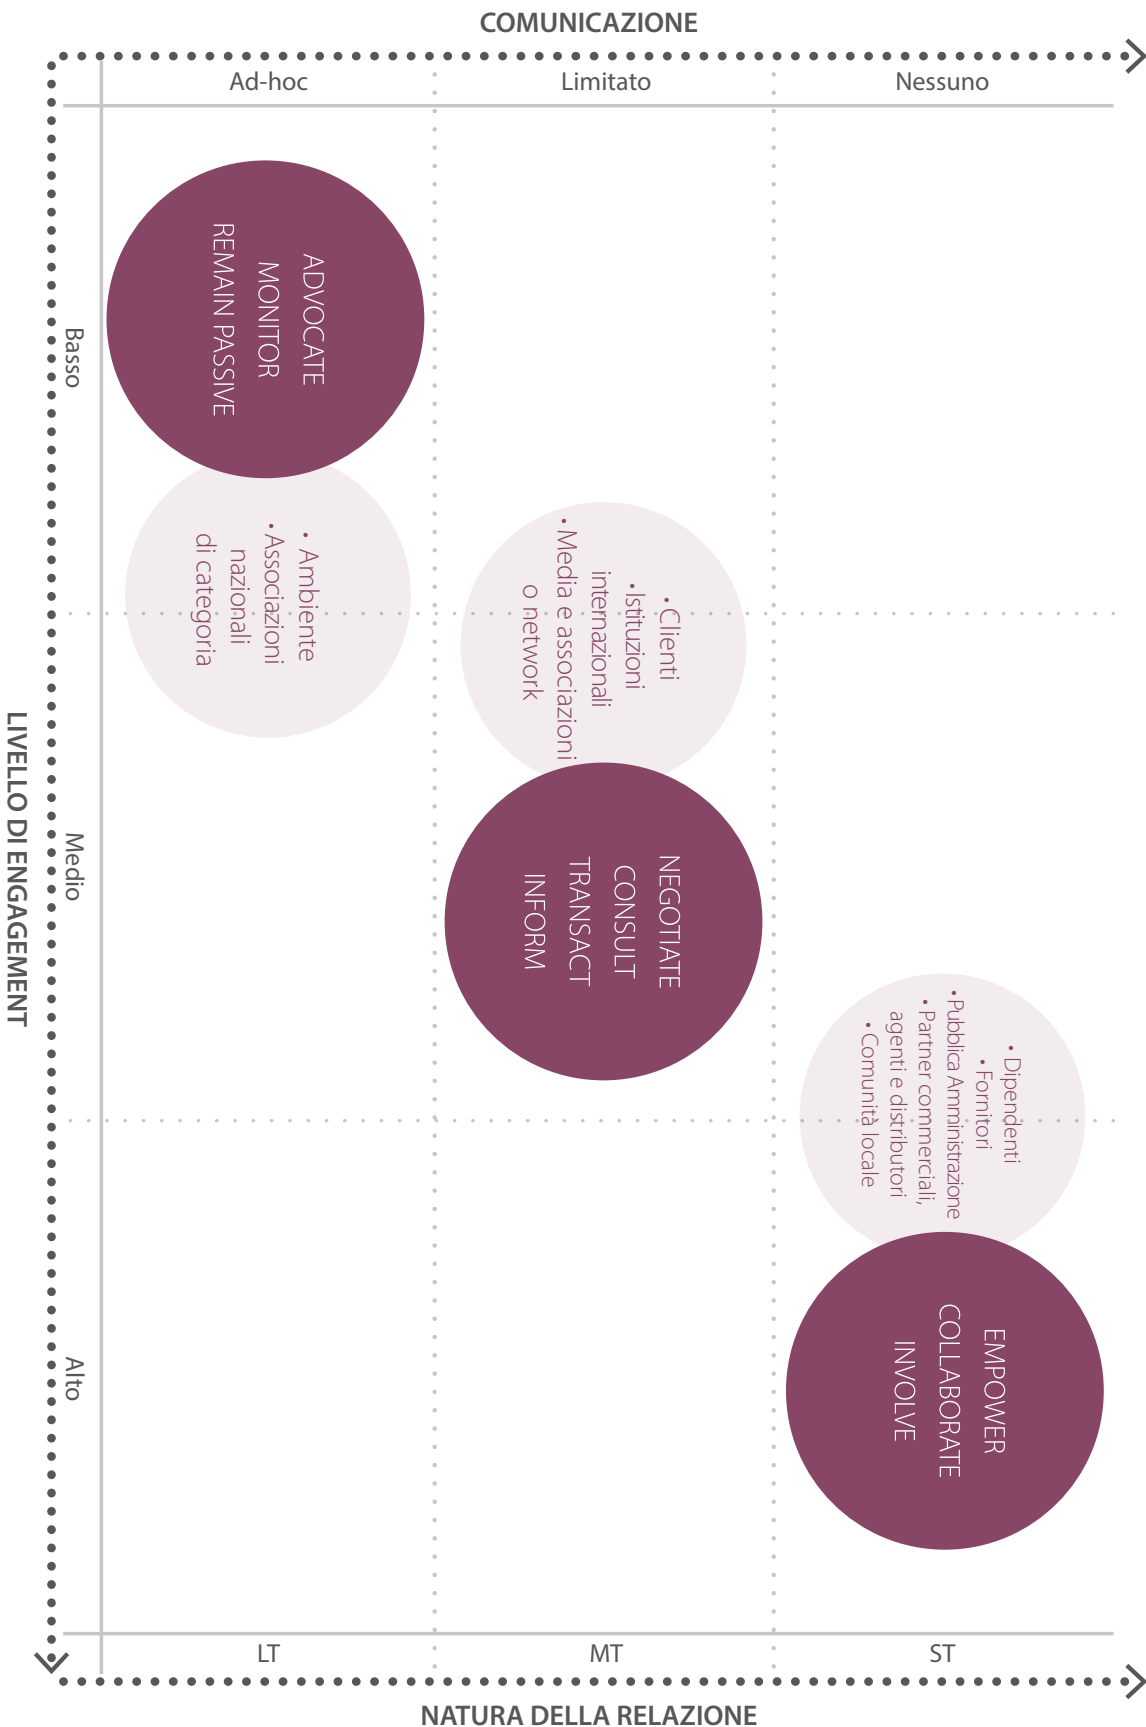 COMUNICAZIONE
Ad-hoc
Limitato
Nessuno
ADVOCATE
MONITOR
REMAIN PASSIVE
• Ambiente
• Associazioni
nazionali
di categoria
• Clienti
• Istituzioni
internazionali
• Media e associazioni
o network
NEGOTIATE
CONSULT
TRANSACT
INFORM
• Dipendenti
• Fornitori
• Pubblica Amministrazione
• Partner commerciali,
agenti e distributori
• Comunità locale
EMPOWER
COLLABORATE
INVOLVE
Basso
Medio
Alto
LIVELLO DI ENGAGEMENT
LT
MT
ST
NATURA DELLA RELAZIONE